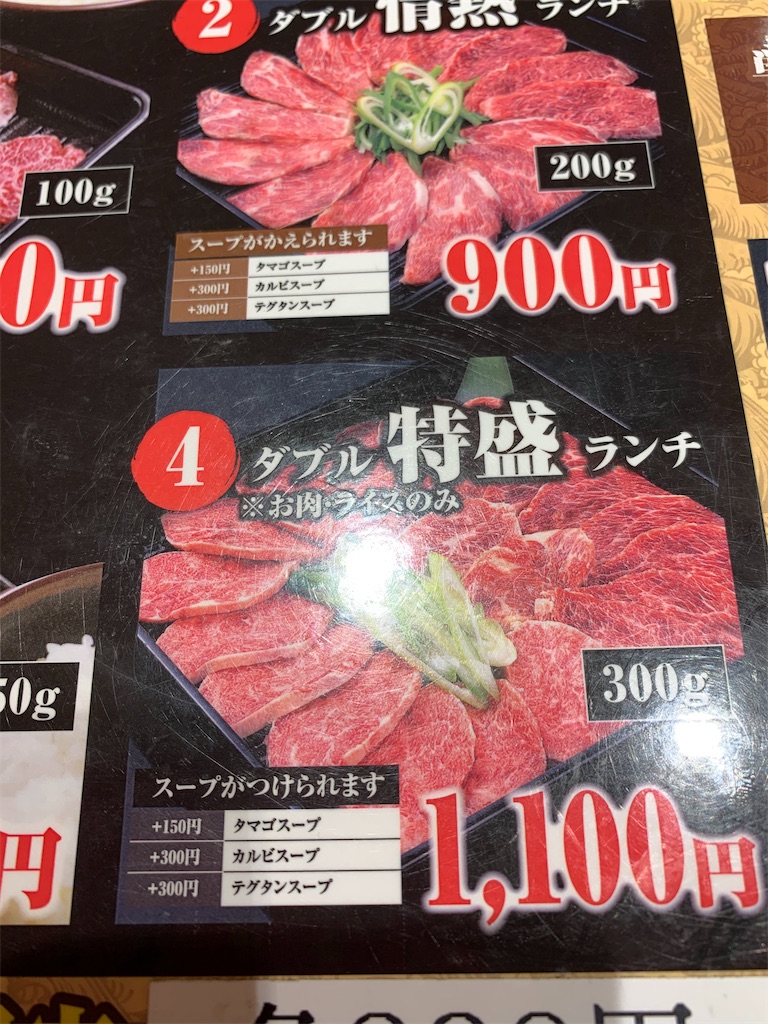 2 ダブル 情熱 ランチ
100g
200g
スープがかえられます
+150円 タマゴスープ
+300円 カルビスープ
+300円 テグタンスープ
0円
900円
4 ダブル 特盛 ランチ
※お肉・ライスのみ
50g
300g
スープがつけられます
+150円 タマゴスープ
+300円 カルビスープ
+300円 テグタンスープ
円
1,100円